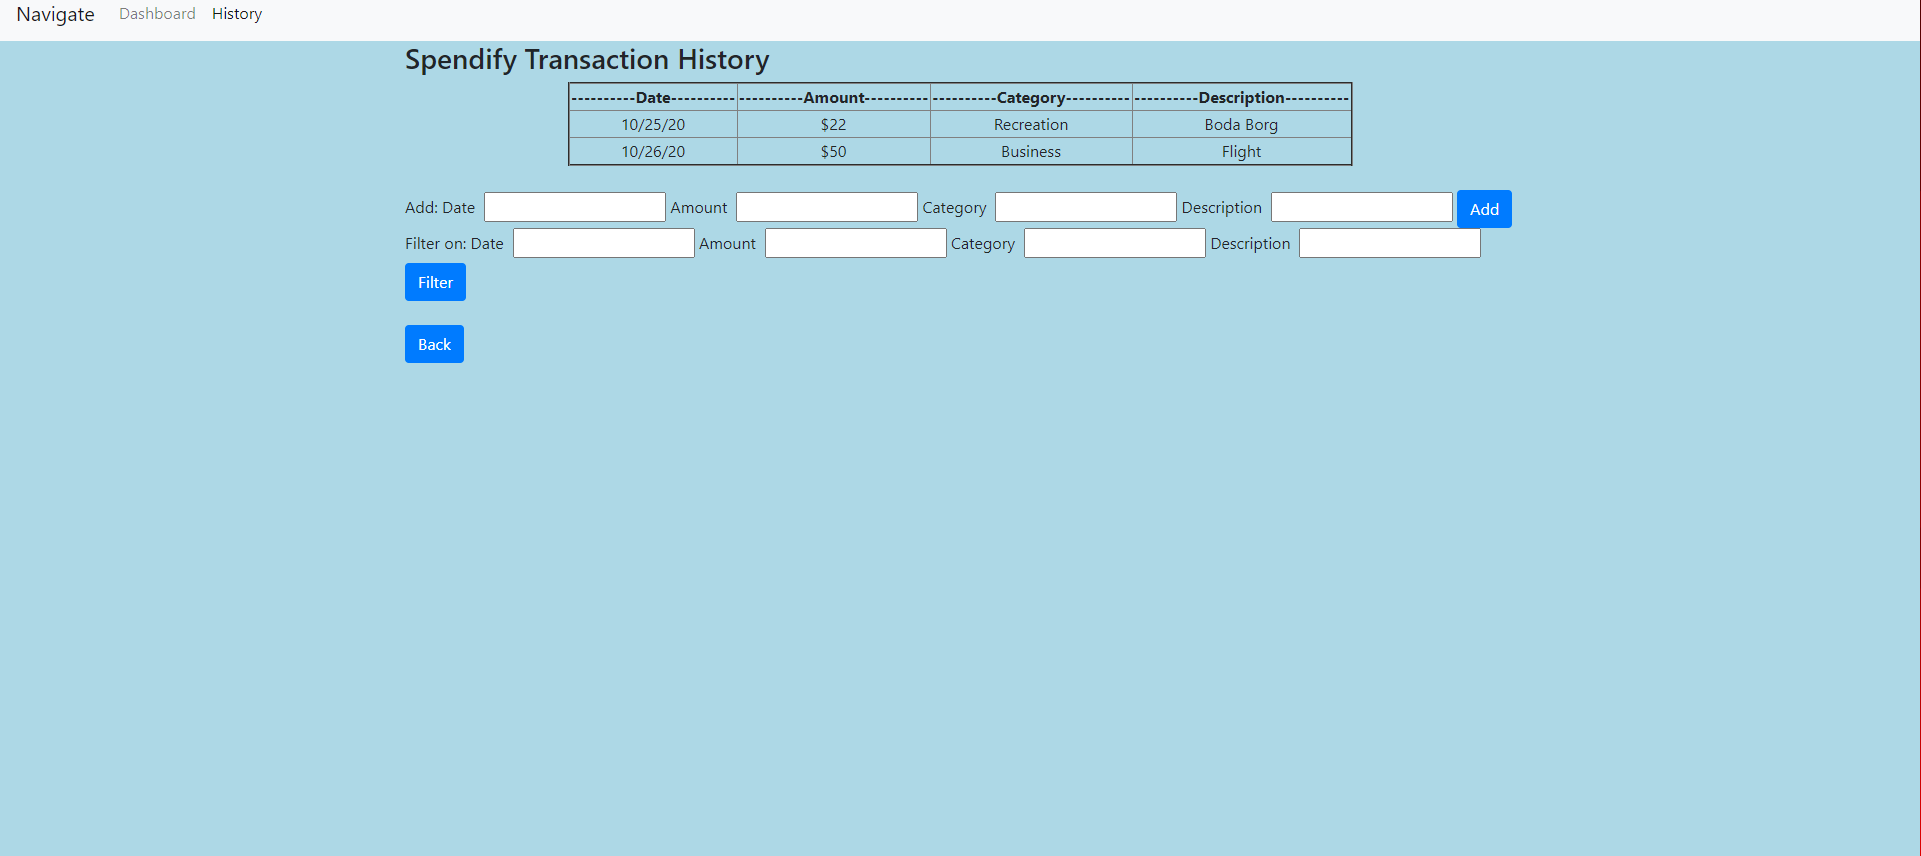 Navigate Dashboard History
Spendify Transaction History
----------Date---------- ----------Amount---------- ----------Category---------- ----------Description----------
10/25/20 $22 Recreation Boda Borg
10/26/20 $50 Business Flight
Add: Date Amount Category Description Add
Filter on: Date Amount Category Description
Filter
Back